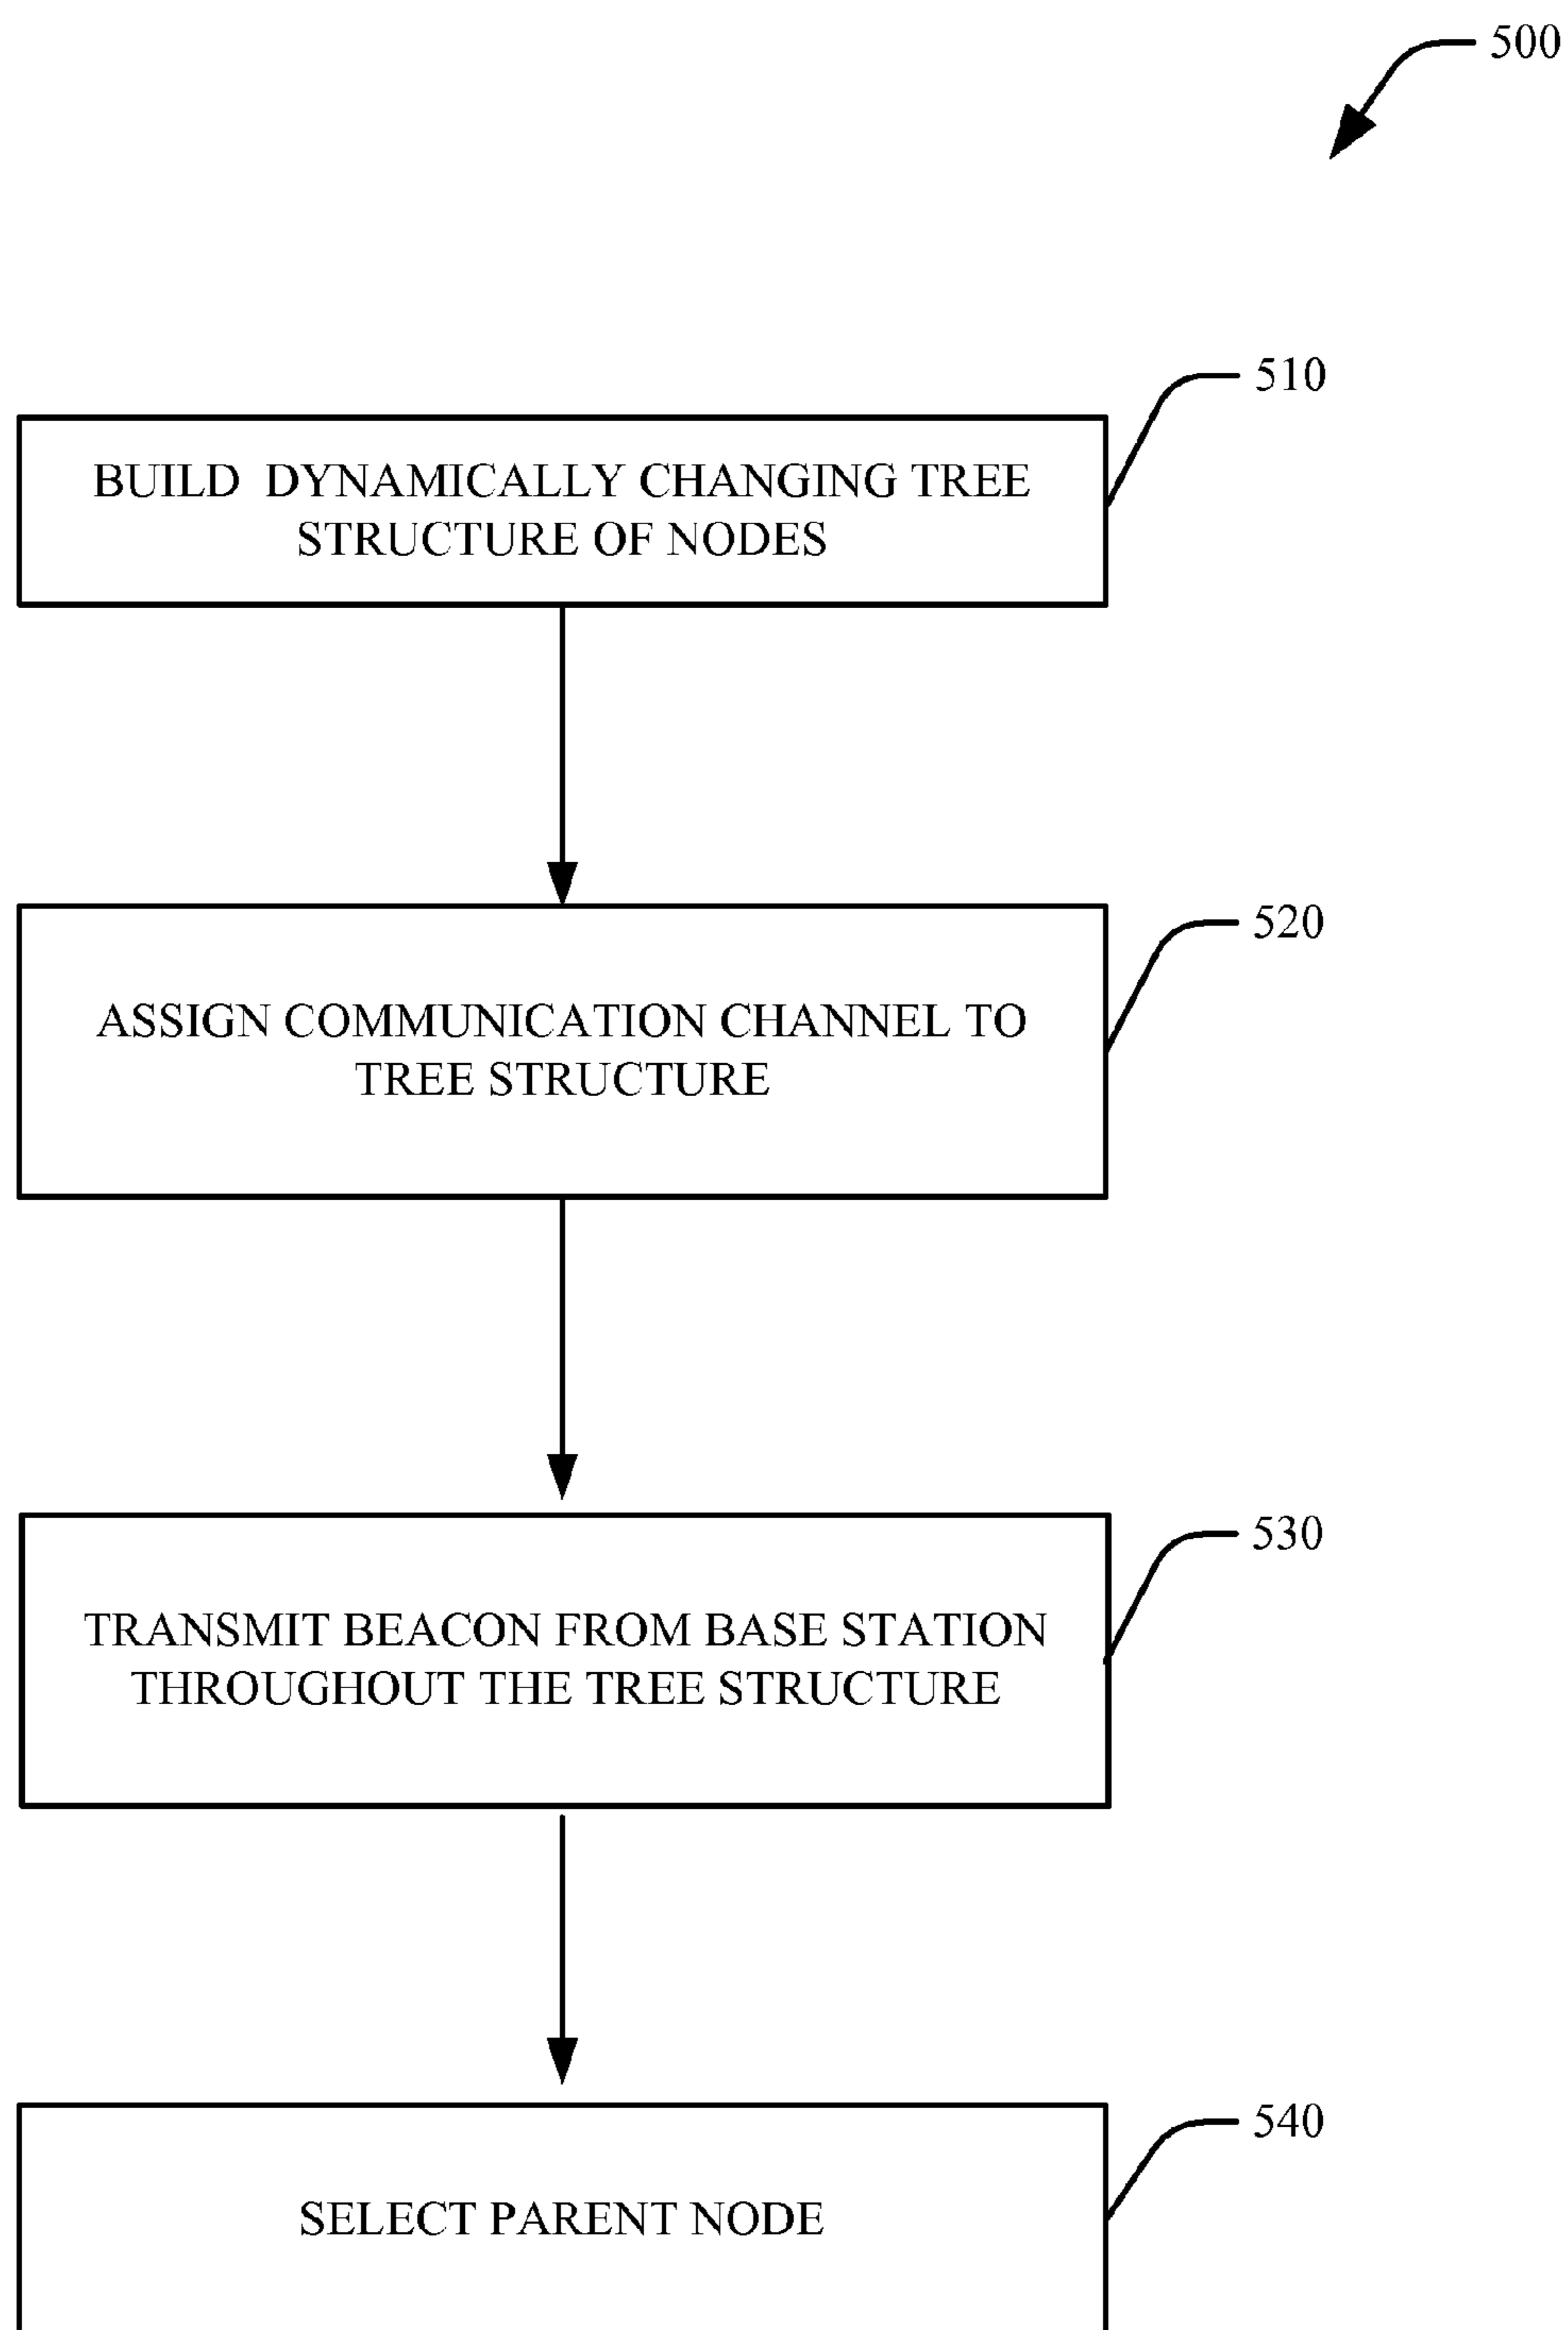 500
510
BUILD DYNAMICALLY CHANGING TREE
STRUCTURE OF NODES
520
ASSIGN COMMUNICATION CHANNEL TO
TREE STRUCTURE
530
TRANSMIT BEACON FROM BASE STATION
THROUGHOUT THE TREE STRUCTURE
540
SELECT PARENT NODE